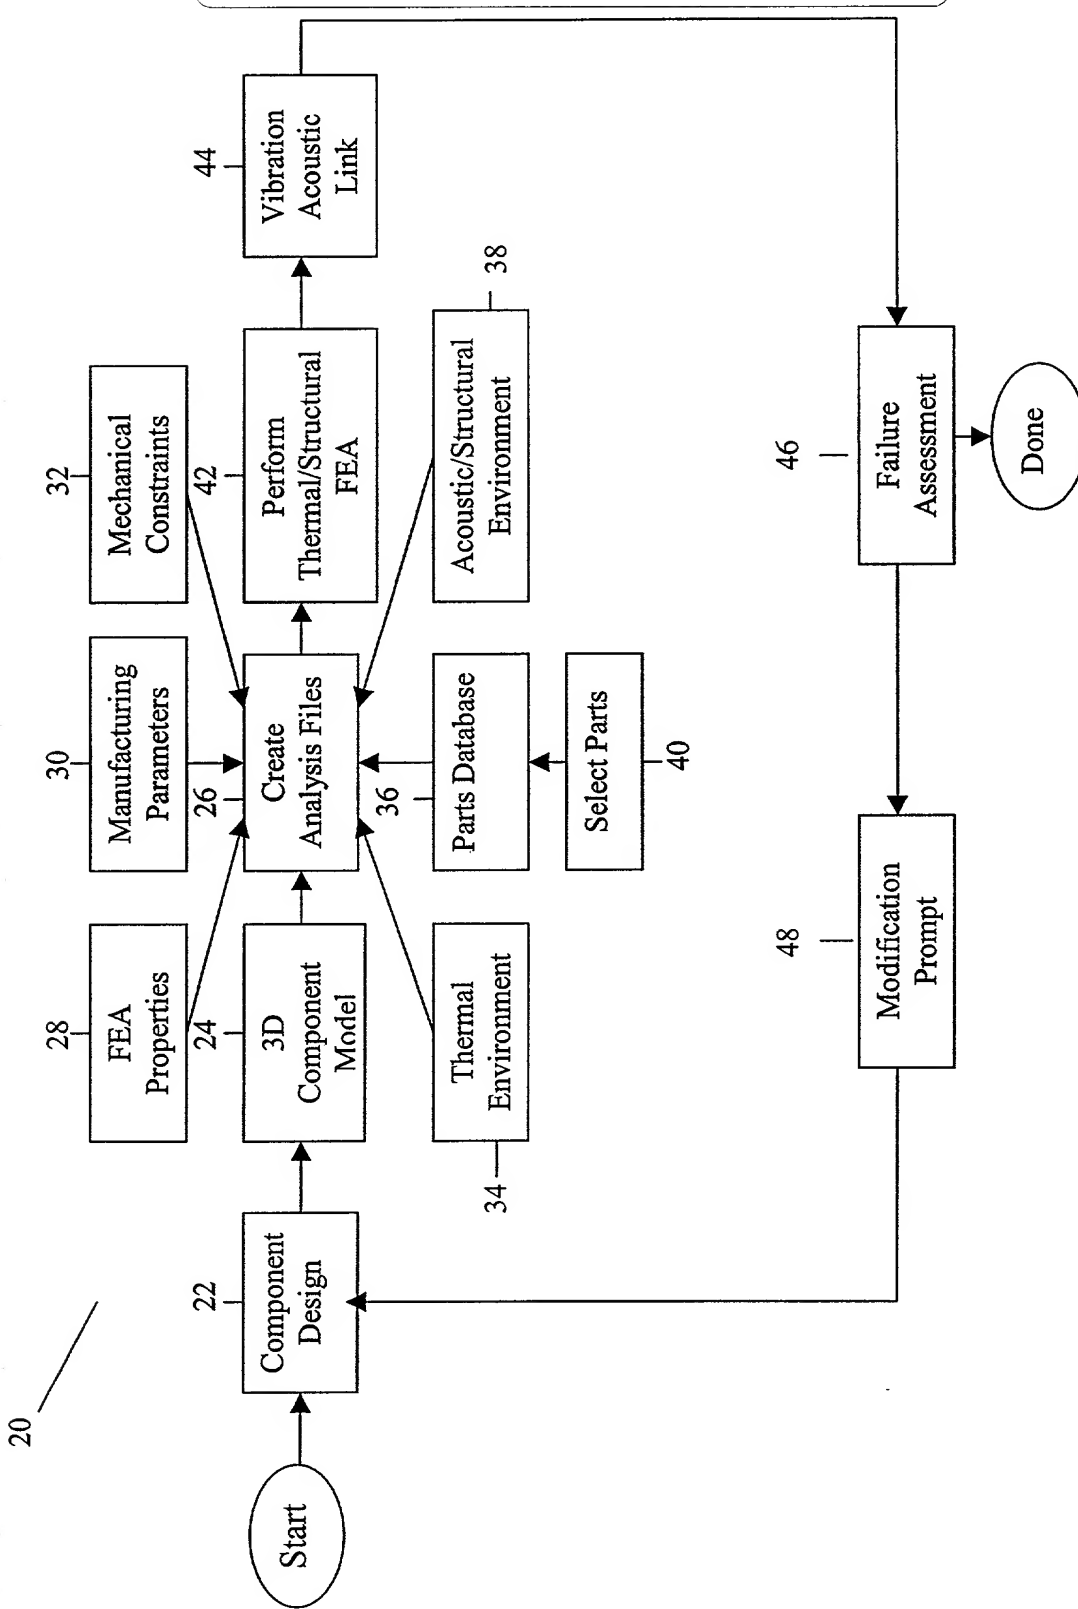 20
28
FEA
Properties
30
Manufacturing
Parameters
32
Mechanical
Constraints
Start
22
Component
Design
24
3D
Component
Model
26
Create
Analysis Files
42
Perform
Thermal/Structural
FEA
44
Vibration
Acoustic
Link
34
Thermal
Environment
36
Parts Database
38
Acoustic/Structural
Environment
Select Parts
40
48
Modification
Prompt
46
Failure
Assessment
Done